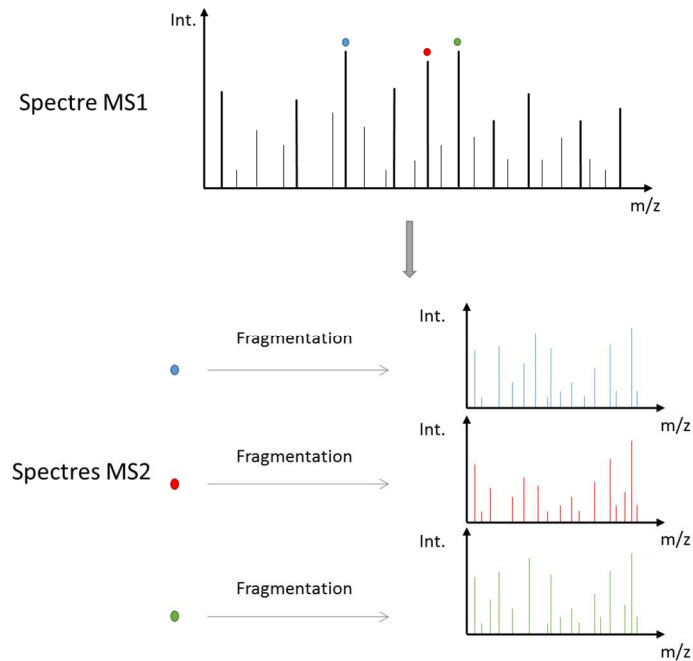 Int.
Spectre MS1
m/z
Int.
Fragmentation
m/z
Int.
Spectres MS2
Fragmentation
m/z
Int.
Fragmentation
m/z